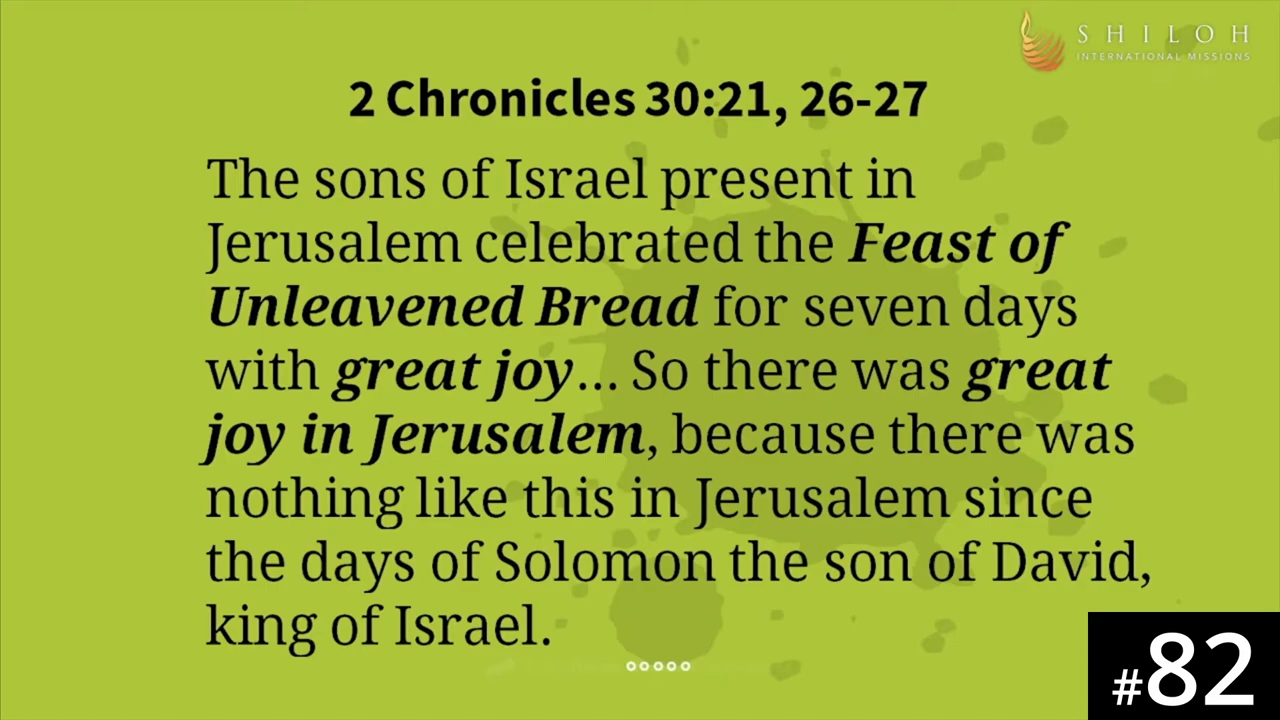 SHILOH
INTERNATIONAL MISSIONS
2 Chronicles 30:21, 26-27
The sons of Israel present in
Jerusalem celebrated the Feast of
Unleavened Bread for seven days
with great joy... So there was great
joy in Jerusalem, because there was
nothing like this in Jerusalem since
the days of Solomon the son of David,
king of Israel.
#82